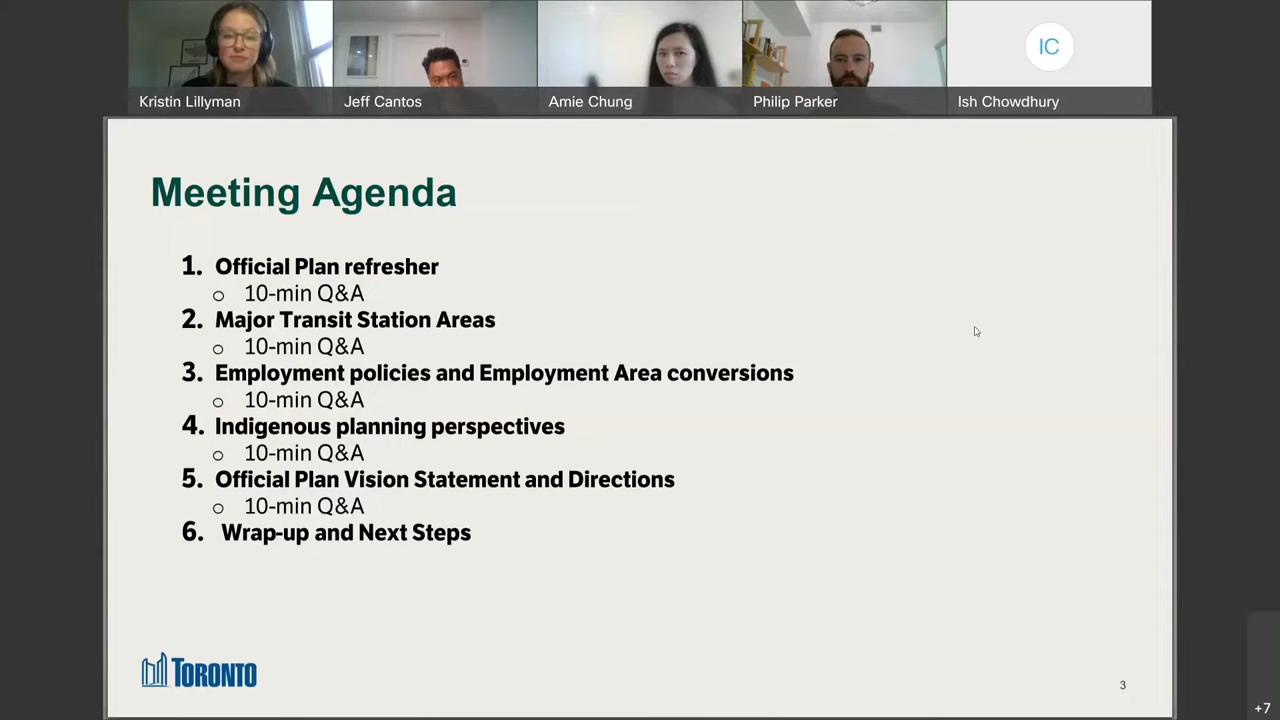 IC
Kristin Lillyman
Jeff Cantos
Amie Chung
Philip Parker
Ish Chowdhury
Meeting Agenda
1. Official Plan refresher
o 10-min Q&A
2. Major Transit Station Areas
o 10-min Q&A
3. Employment policies and Employment Area conversions
o 10-min Q&A
4. Indigenous planning perspectives
o 10-min Q&A
5. Official Plan Vision Statement and Directions
o 10-min Q&A
6. Wrap-up and Next Steps
TORONTO
3
+7